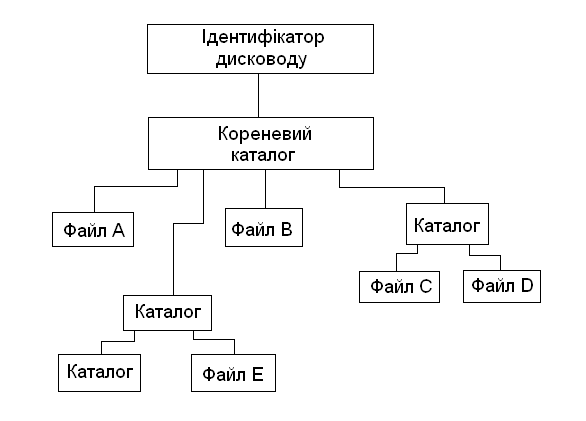 Ідентифікатор
дисководу
Кореневий
каталог
Файл A
Файл B
Каталог
Файл C
Файл D
Каталог
Каталог
Файл E